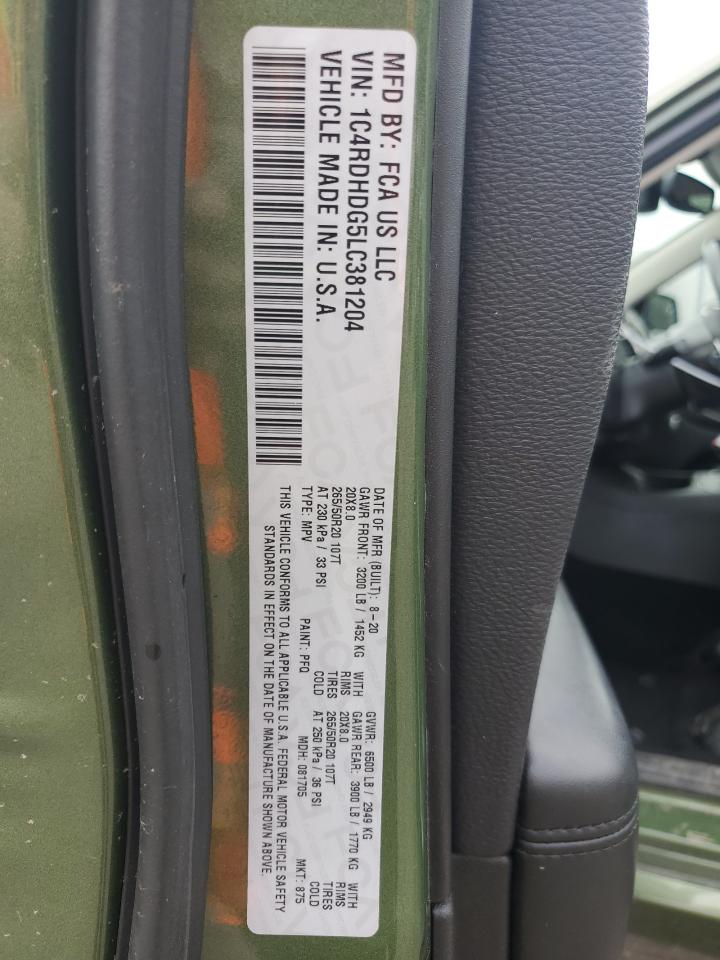 MFD BY: FCA US LLC
VIN: 1C4RDHDG5LC381204
VEHICLE MADE IN: U.S.A.
DATE OF MFR (BUILT): 8-20 GVWR: 6500 LB / 2949 KG
GAWR FRONT: 3200 LB / 1452 KG WITH GAWR REAR: 3900 LB / 1770 KG WITH
20X8.0 RIMS 20X8.0 RIMS
265/50R20 107T TIRES 265/50R20 107T TIRES
AT 230 kPa / 33 PSI COLD AT 250 kPa / 36 PSI COLD
TYPE: MPV PAINT: PFQ MDH: 081705 MKT: 875
THIS VEHICLE CONFORMS TO ALL APPLICABLE U.S.A. FEDERAL MOTOR VEHICLE SAFETY
STANDARDS IN EFFECT ON THE DATE OF MANUFACTURE SHOWN ABOVE.